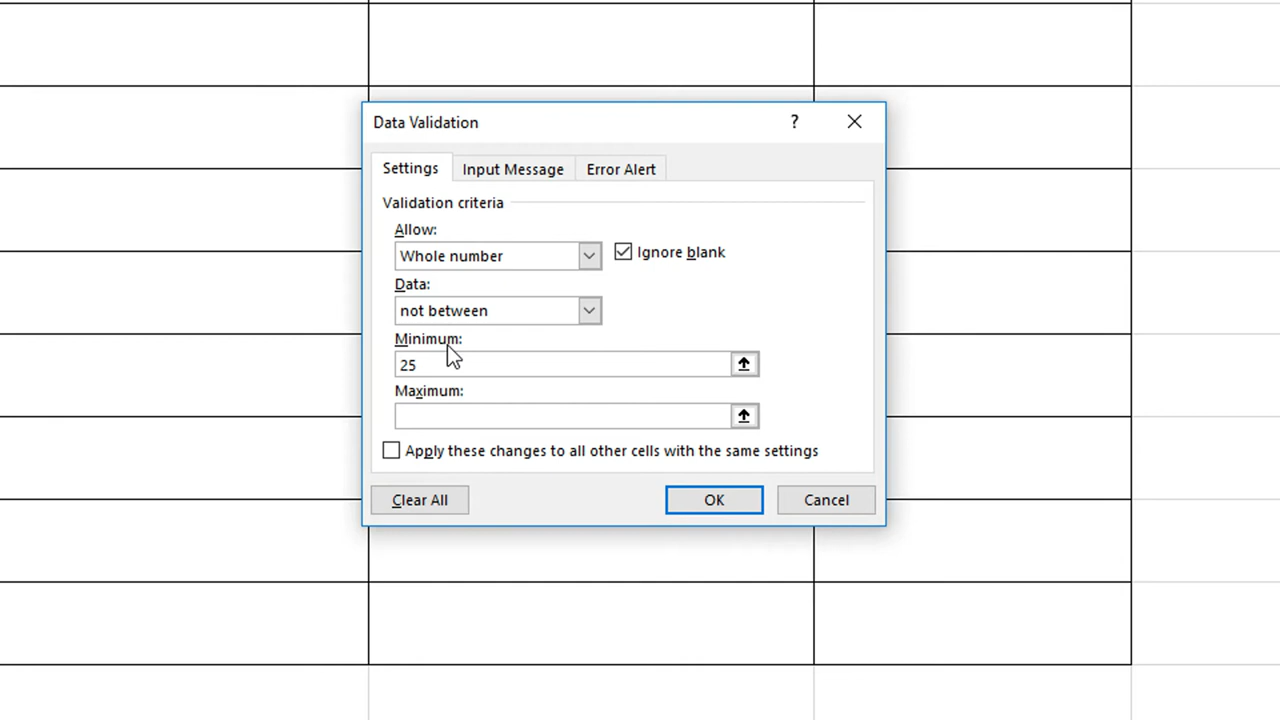 Data Validation ?
Settings Input Message Error Alert
Validation criteria
Allow:
Whole number Ignore blank
Data:
not between
Minimum:
25
Maximum:
Apply these changes to all other cells with the same settings
Clear All OK Cancel